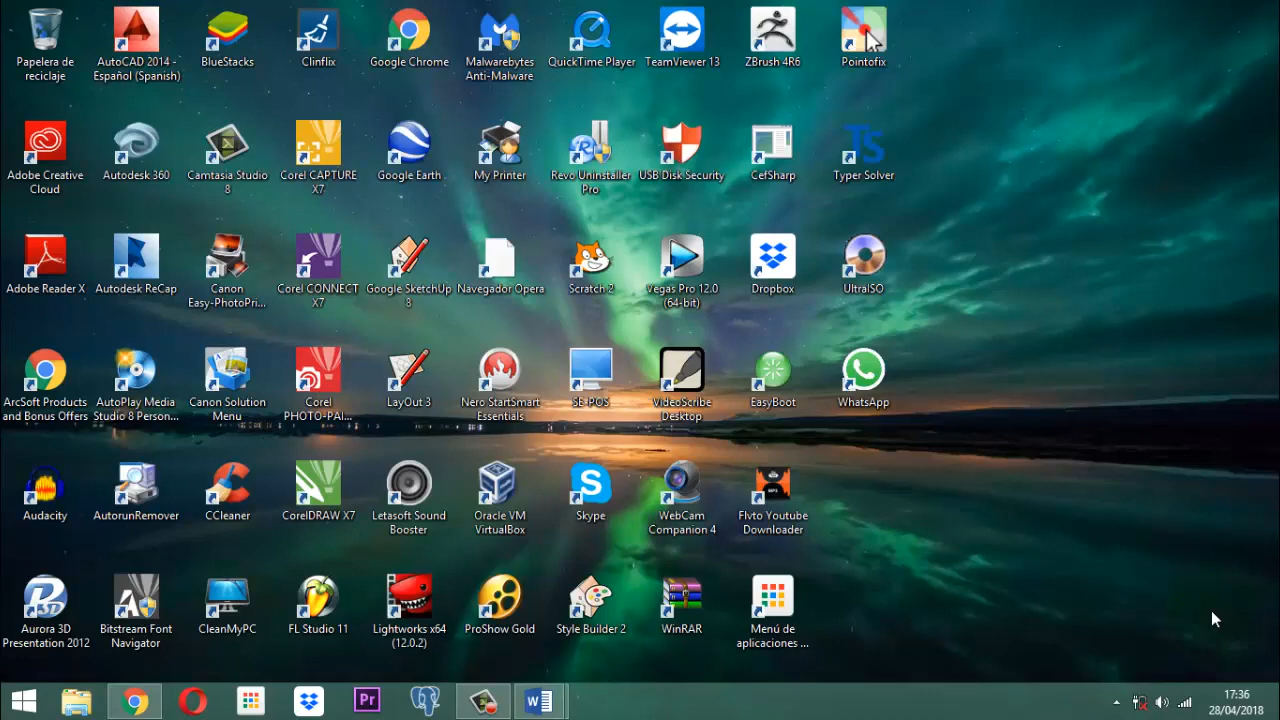 Papelera de
reciclaje
AutoCAD 2014 -
Español (Spanish)
BlueStacks
Clinflix
Google Chrome
Malwarebytes
Anti-Malware
QuickTime Player
TeamViewer 13
ZBrush 4R6
Pointofix
Adobe Creative
Cloud
Autodesk 360
Camtasia Studio
8
Corel CAPTURE
X7
Google Earth
My Printer
Revo Uninstaller
Pro
USB Disk Security
CefSharp
Ts
Typer Solver
Adobe Reader X
Autodesk ReCap
Canon
Easy-PhotoPri...
Corel CONNECT
X7
Google SketchUp
8
Navegador Opera
Scratch 2
Vegas Pro 12.0
(64-bit)
Dropbox
UltraISO
ArcSoft Products
and Bonus Offers
AutoPlay Media
Studio 8 Person...
Canon Solution
Menu
Corel
PHOTO-PAI...
LayOut 3
Nero StartSmart
Essentials
SE-POS
VideoScribe
Desktop
EasyBoot
WhatsApp
Audacity
AutorunRemover
CCleaner
CorelDRAW X7
Letasoft Sound
Booster
Oracle VM
VirtualBox
Skype
WebCam
Companion 4
Flvto Youtube
Downloader
Aurora 3D
Presentation 2012
Bitstream Font
Navigator
CleanMyPC
FL Studio 11
Lightworks x64
(12.0.2)
ProShow Gold
Style Builder 2
WinRAR
Menú de
aplicaciones ...
Pr
17:36
28/04/2018